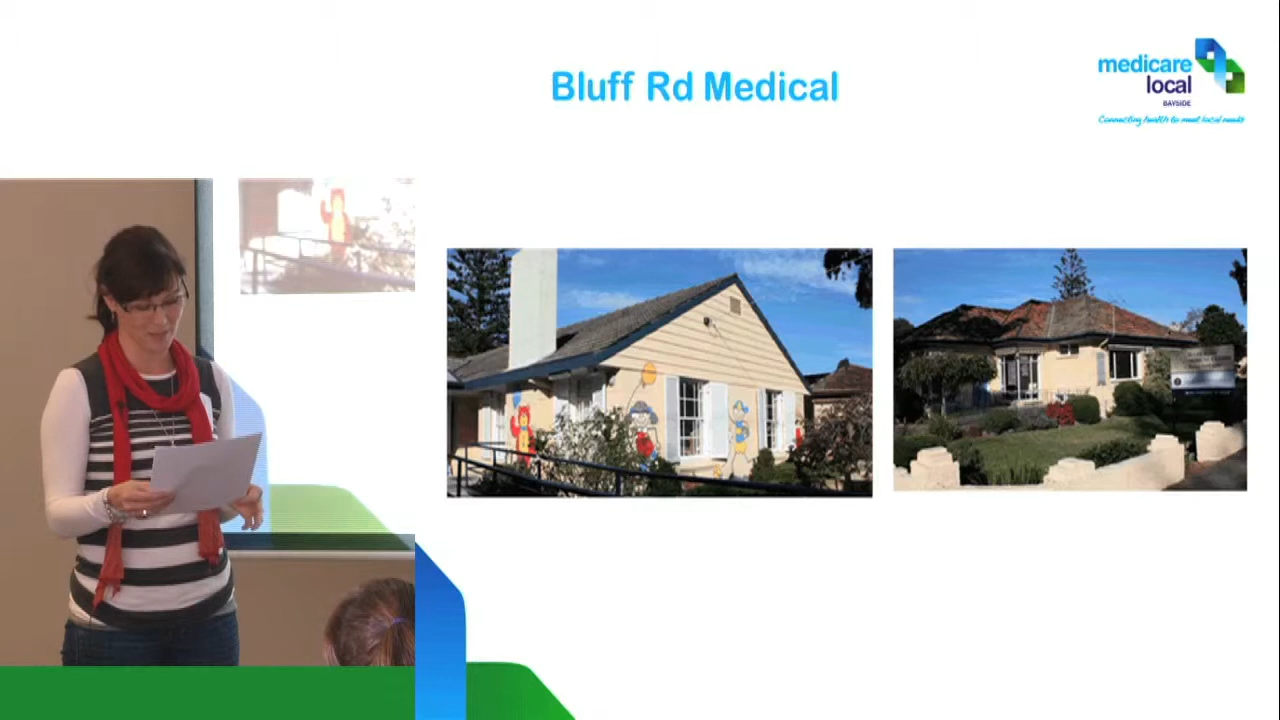 Bluff Rd Medical
medicare
local
BAYSIDE
Connecting health to meet local needs